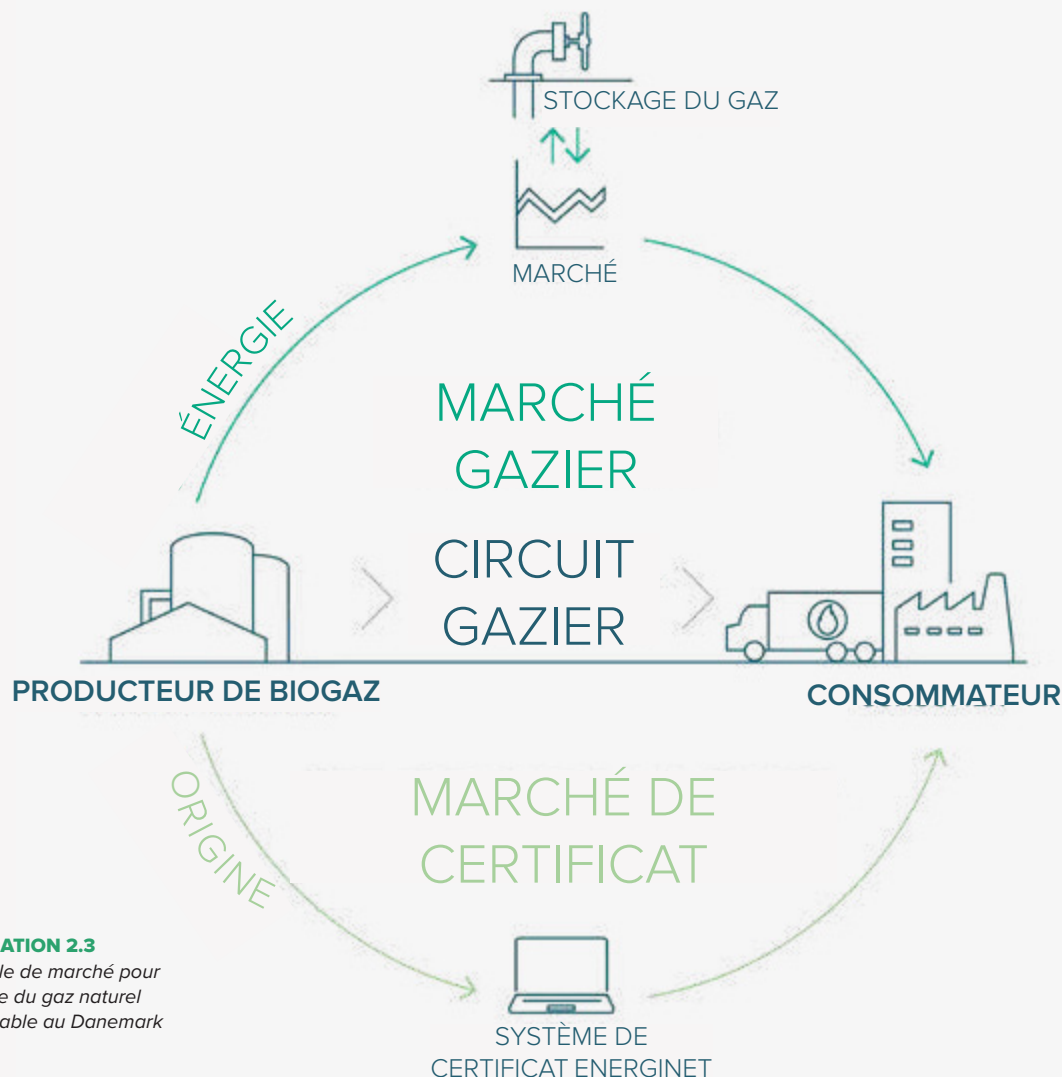 STOCKAGE DU GAZ
MARCHÉ
ÉNERGIE
MARCHÉ
GAZIER
CIRCUIT
GAZIER
PRODUCTEUR DE BIOGAZ
CONSOMMATEUR
ORIGINE
MARCHÉ DE
CERTIFICAT
ATION 2.3
le de marché pour
e du gaz naturel
able au Danemark
SYSTÈME DE
CERTIFICAT ENERGINET